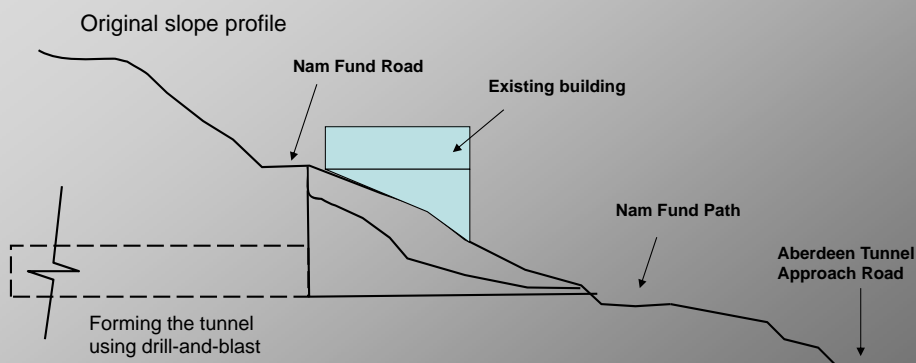 Original slope profile
Nam Fund Road
Existing building
Nam Fund Path
Aberdeen Tunnel
Approach Road
Forming the tunnel
using drill-and-blast